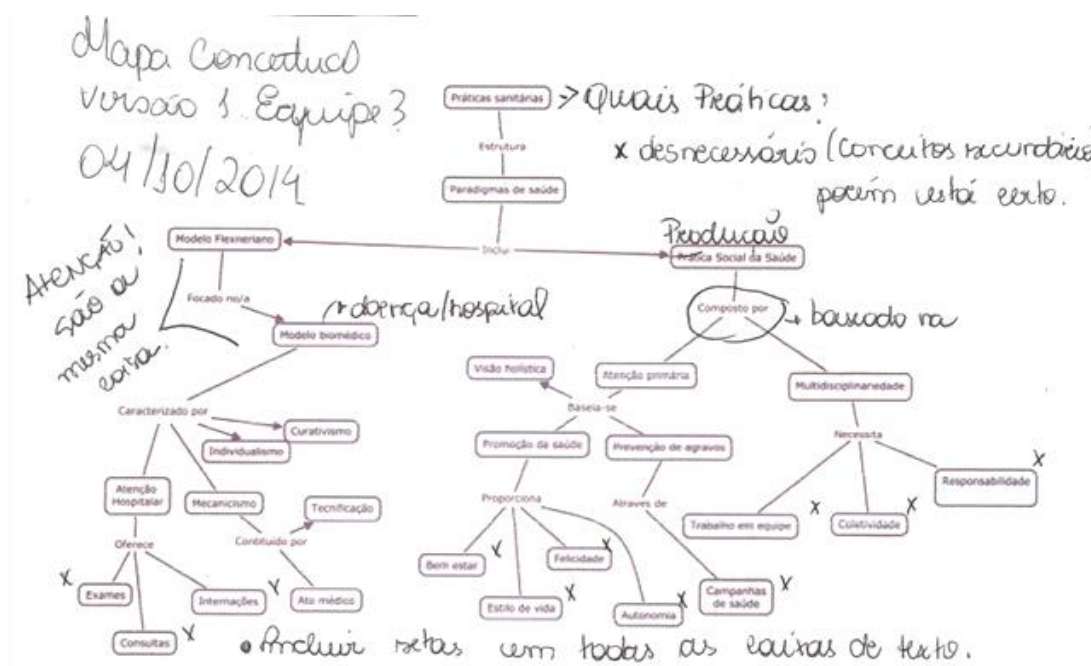 Mapa Conceitual
versão 1 Equipe 3
04/10/2014
Práticas sanitárias → Quais Práticas?
x desnecessário (conceitos secundários
porém está certo.
Estrutura
Paradigmas de saúde
Inclui
Modelo Flexneriano
Produção
Prática Social da Saúde
ATENÇÃO!
são a
mesma
coisa.
Focado no/a
doença/hospital
Modelo biomédico
Composto por
baseado na
Visão holística
Atenção primária
Multidisciplinariedade
Baseia-se
Caracterizado por
Curativismo
Individualismo
Promoção da saúde
Prevenção de agravos
Necessita
Responsabilidade x
Atenção
Hospitalar
Mecanicismo
Tecnificação
Proporciona
Atraves de
Trabalho em equipe x
Coletividade x
Oferece
Contituido por
Bem estar x
Felicidade x
x Exames
Internações x
Ato médico
Estilo de vida x
Autonomia x
Campanhas
de saúde x
Consultas x
• Incluir setas em todas as caixas de texto.